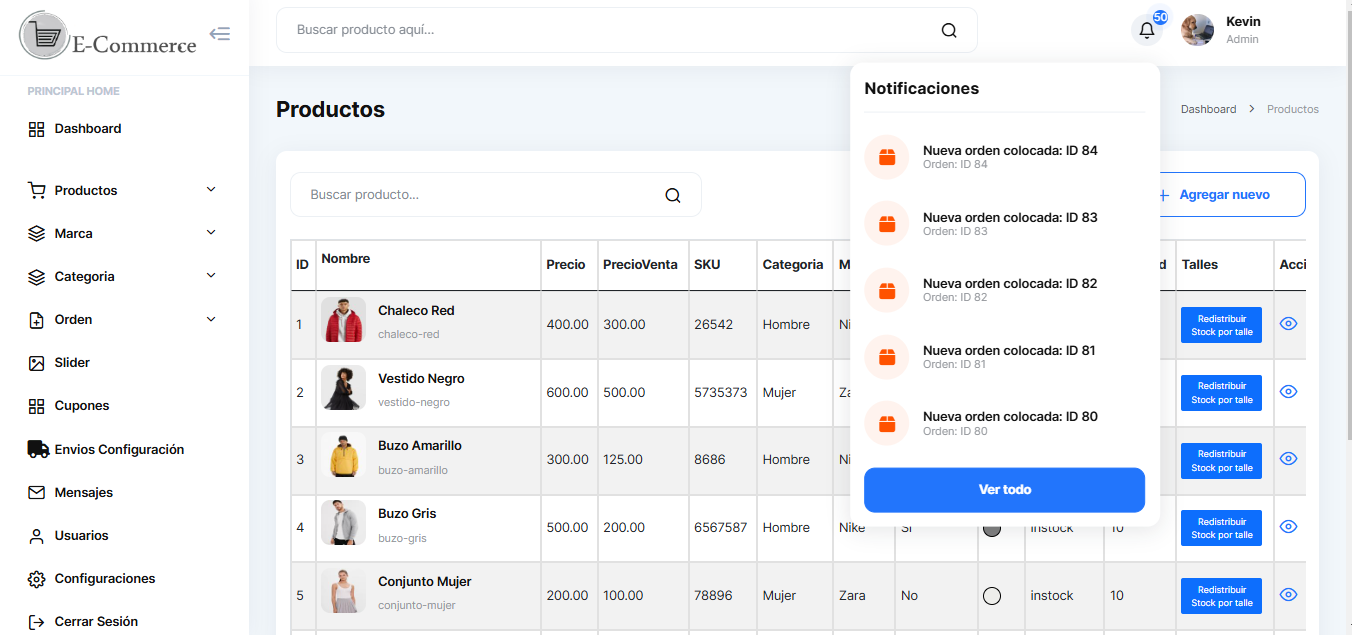 E-Commerce
PRINCIPAL HOME
Dashboard
Productos
Marca
Categoria
Orden
Slider
Cupones
Envios Configuración
Mensajes
Usuarios
Configuraciones
Cerrar Sesión
Buscar producto aquí...
50
Kevin
Admin
Productos
Dashboard > Productos
Notificaciones
Nueva orden colocada: ID 84
Orden: ID 84
Nueva orden colocada: ID 83
Orden: ID 83
Nueva orden colocada: ID 82
Orden: ID 82
Nueva orden colocada: ID 81
Orden: ID 81
Nueva orden colocada: ID 80
Orden: ID 80
Ver todo
Buscar producto...
+ Agregar nuevo
ID Nombre Precio PrecioVenta SKU Categoria M d Talles Acci
1 Chaleco Red 400.00 300.00 26542 Hombre Ni Redistribuir
chaleco-red Stock por talle
2 Vestido Negro 600.00 500.00 5735373 Mujer Za Redistribuir
vestido-negro Stock por talle
3 Buzo Amarillo 300.00 125.00 8686 Hombre Ni Redistribuir
buzo-amarillo Stock por talle
4 Buzo Gris 500.00 200.00 6567587 Hombre Nike Si instock 10 Redistribuir
buzo-gris Stock por talle
5 Conjunto Mujer 200.00 100.00 78896 Mujer Zara No instock 10 Redistribuir
conjunto-mujer Stock por talle